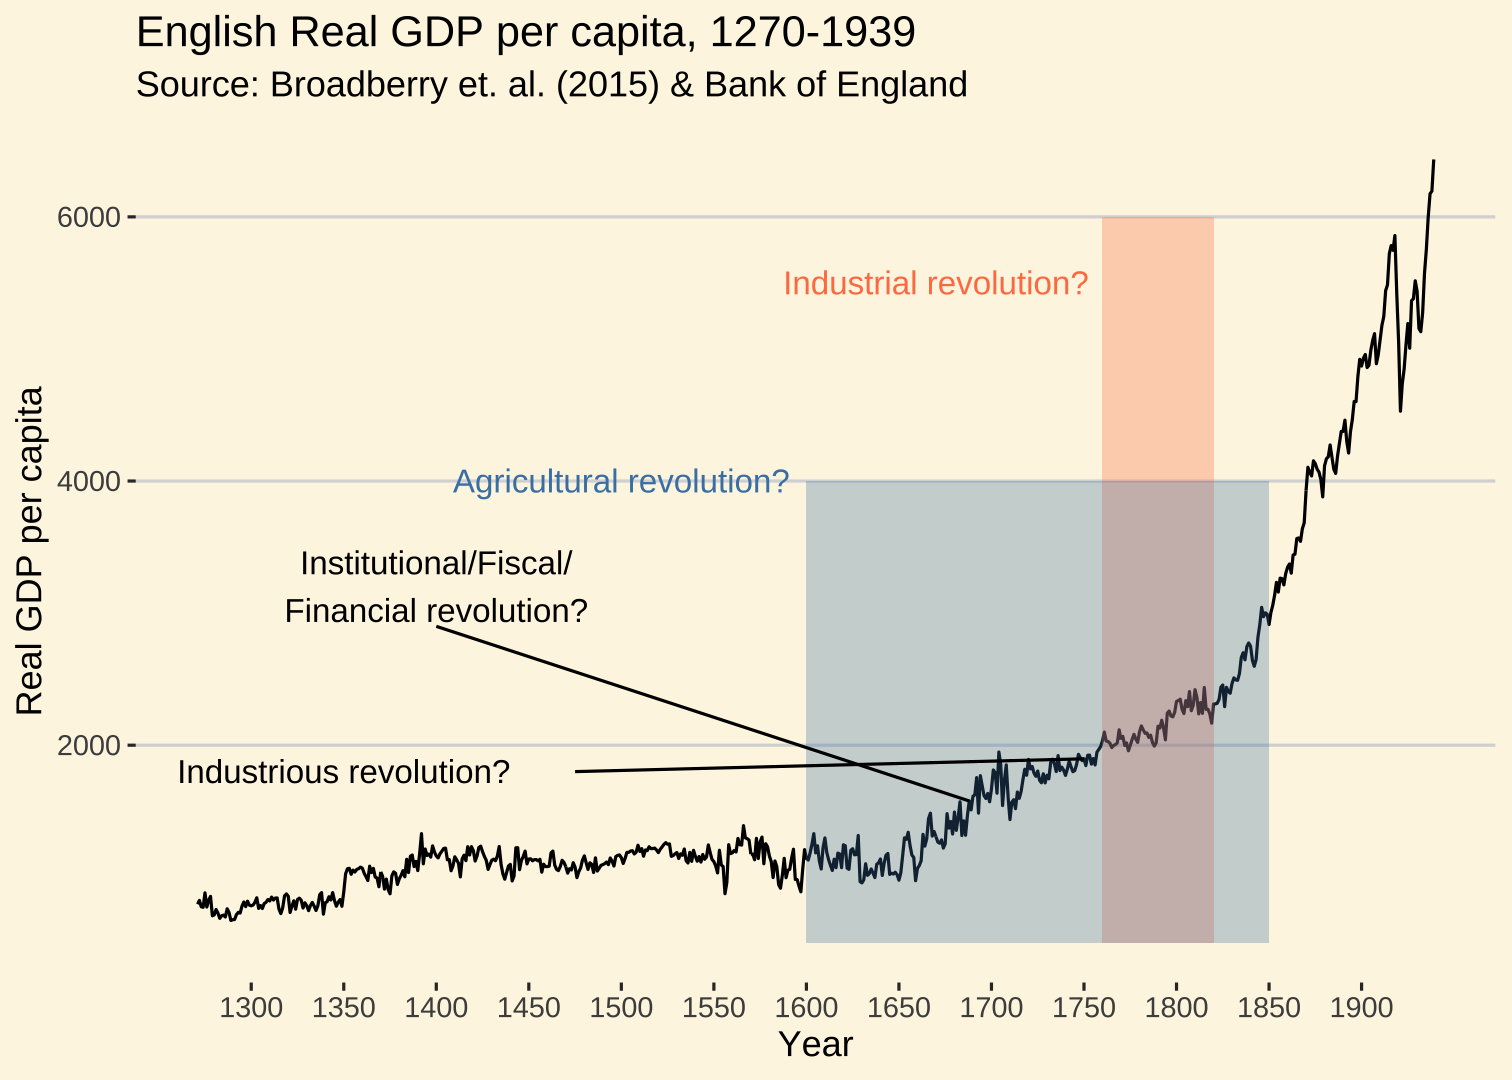 English Real GDP per capita, 1270-1939
Source: Broadberry et. al. (2015) & Bank of England
6000
Industrial revolution?
4000
Agricultural revolution?
Institutional/Fiscal/
Financial revolution?
2000
Industrious revolution?
Real GDP per capita
1300 1350 1400 1450 1500 1550 1600 1650 1700 1750 1800 1850 1900
Year